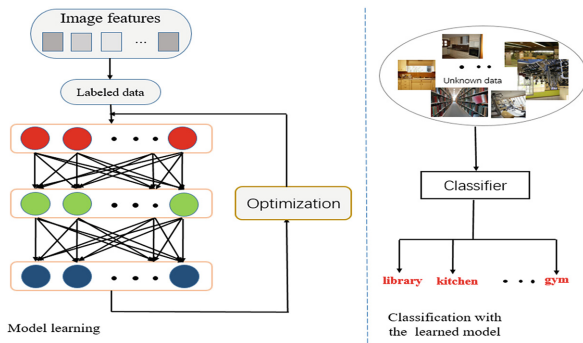 Image features
...
Labeled data
Optimization
Model learning
Unknown data
Classifier
library kitchen ... gym
Classification with
the learned model